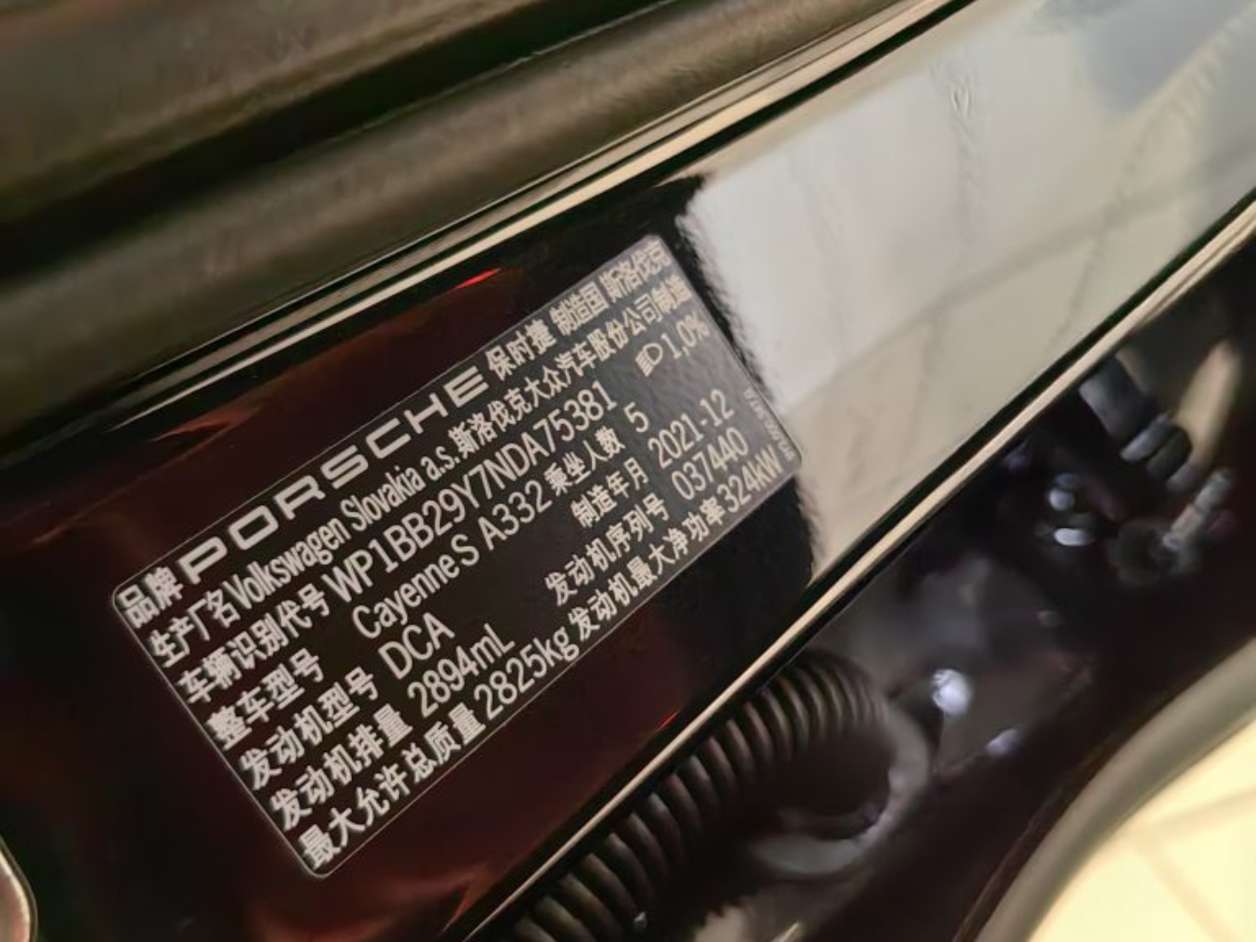 品牌 PORSCHE 保时捷 制造国 斯洛伐克
生产厂名 Volkswagen Slovakia a.s. 斯洛伐克大众汽车股份公司制造
车辆识别代号 WP1BB29Y7NDA75381 1,0%
整车型号 Cayenne S A332 乘坐人数 5
发动机型号 DCA 制造年月 2021-12
发动机排量 2894mL 发动机序列号 037440
最大允许总质量 2825kg 发动机最大净功率 324kW